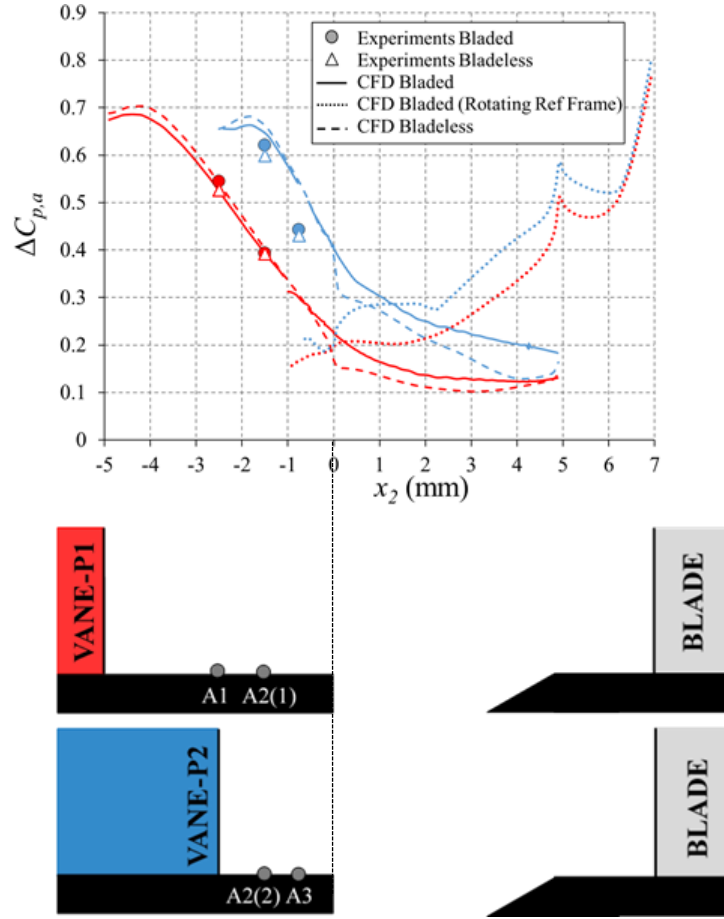 0.9
0.8
0.7
0.6
0.5
0.4
0.3
0.2
0.1
0
ΔCp,a
Experiments Bladed
Experiments Bladeless
CFD Bladed
CFD Bladed (Rotating Ref Frame)
CFD Bladeless
-5 -4 -3 -2 -1 0 1 2 3 4 5 6 7
x2 (mm)
VANE-P1
A1 A2(1)
BLADE
VANE-P2
A2(2) A3
BLADE